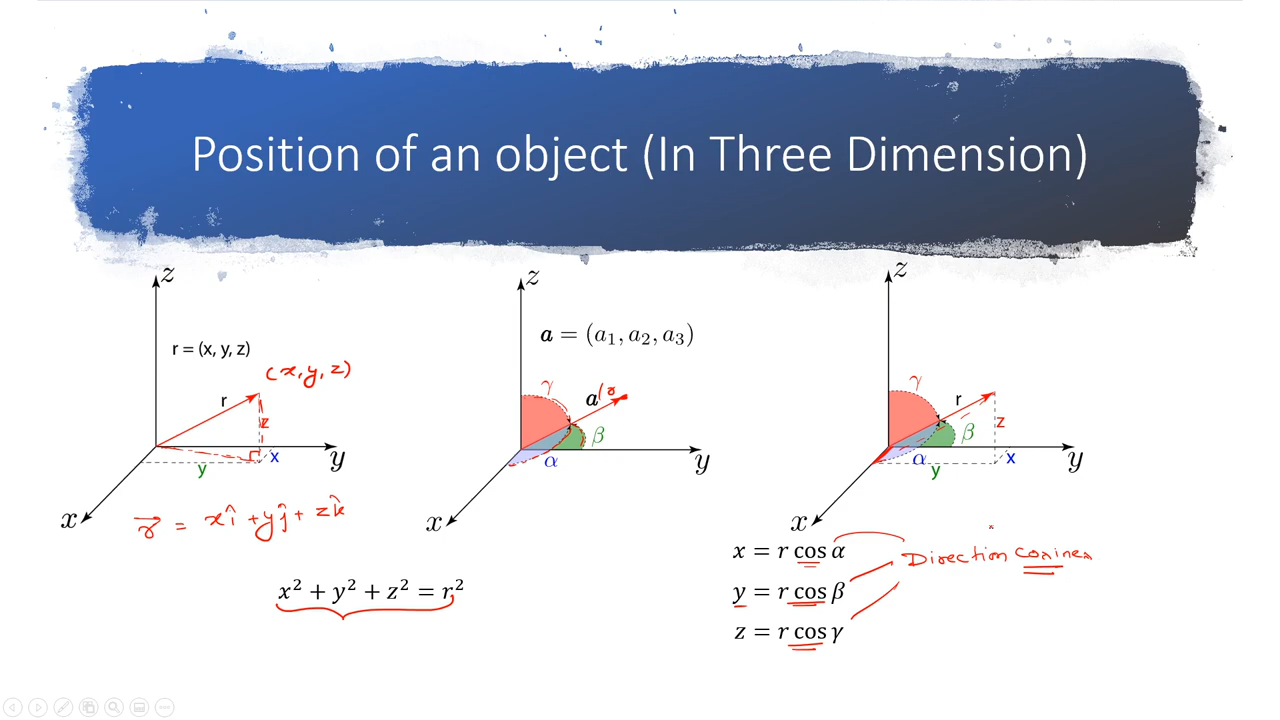 Position of an object (In Three Dimension)
z
r = (x, y, z)
(x, y, z)
r
z
x
y
y
x
r⃗ = xî + yĵ + zk̂
x² + y² + z² = r²
z
a = (a₁, a₂, a₃)
γ
a
β
α
y
x
z
γ
r
z
β
α
x
y
y
x
x = r cos α
Direction cosines
y = r cos β
z = r cos γ